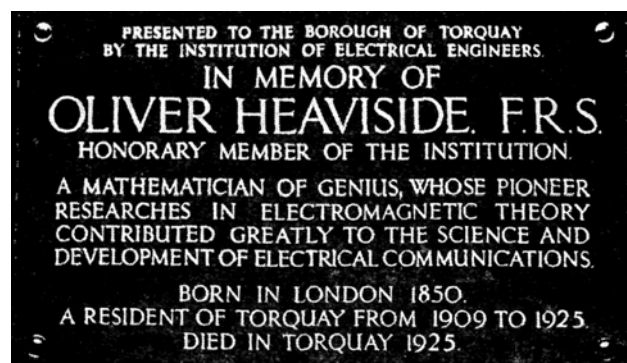 PRESENTED TO THE BOROUGH OF TORQUAY
BY THE INSTITUTION OF ELECTRICAL ENGINEERS.
IN MEMORY OF
OLIVER HEAVISIDE. F.R.S.
HONORARY MEMBER OF THE INSTITUTION.
A MATHEMATICIAN OF GENIUS, WHOSE PIONEER
RESEARCHES IN ELECTROMAGNETIC THEORY
CONTRIBUTED GREATLY TO THE SCIENCE AND
DEVELOPMENT OF ELECTRICAL COMMUNICATIONS.
BORN IN LONDON 1850.
A RESIDENT OF TORQUAY FROM 1909 TO 1925.
DIED IN TORQUAY 1925.